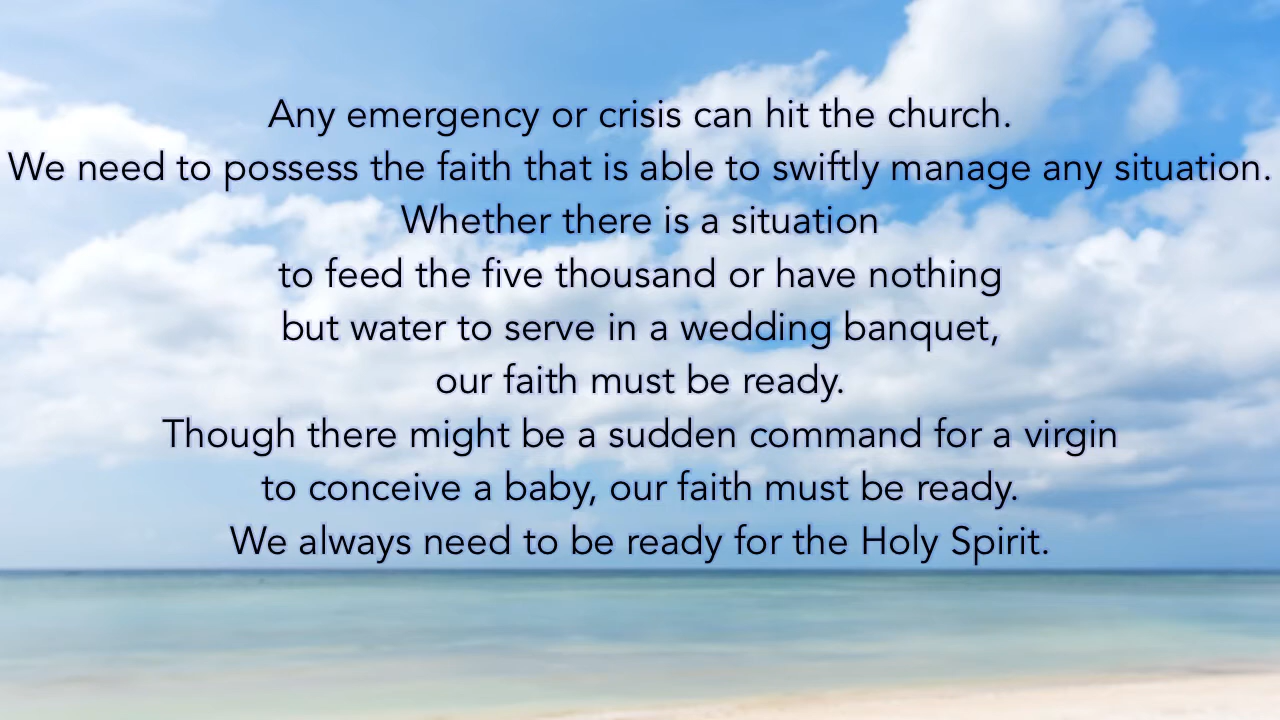 Any emergency or crisis can hit the church.
We need to possess the faith that is able to swiftly manage any situation.
Whether there is a situation
to feed the five thousand or have nothing
but water to serve in a wedding banquet,
our faith must be ready.
Though there might be a sudden command for a virgin
to conceive a baby, our faith must be ready.
We always need to be ready for the Holy Spirit.